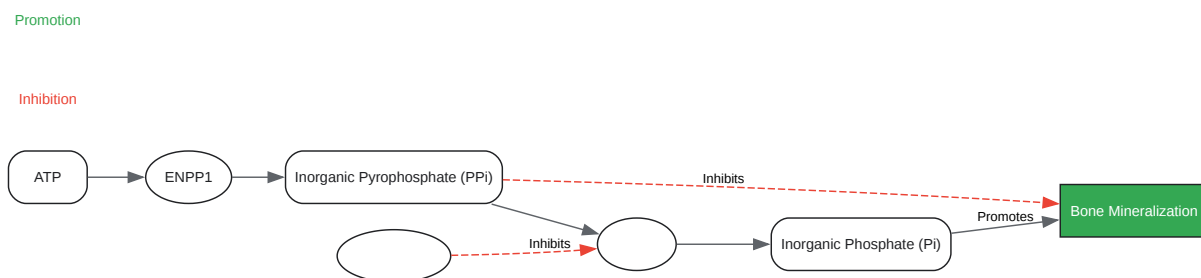 Promotion
Inhibition
ATP
ENPP1
Inorganic Pyrophosphate (PPi)
Inhibits
Bone Mineralization
Promotes
Inhibits
Inorganic Phosphate (Pi)